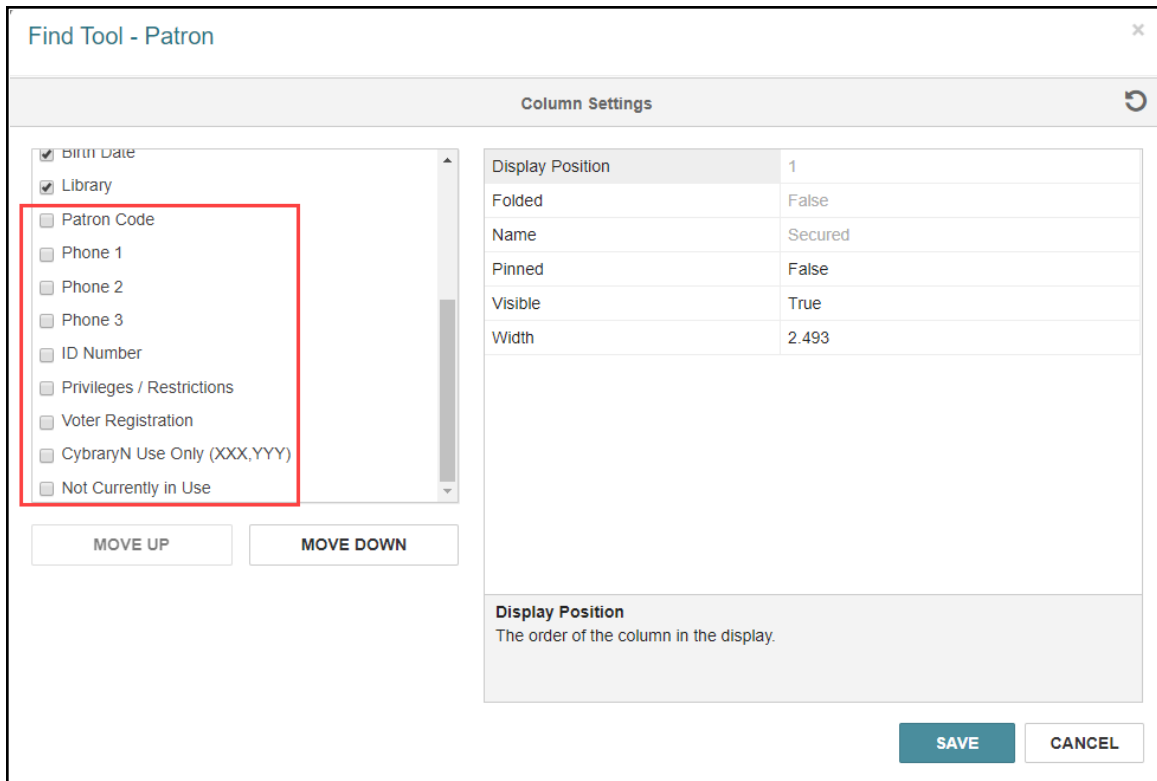 Find Tool - Patron
×
Column Settings
Birth Date
Library
Patron Code
Phone 1
Phone 2
Phone 3
ID Number
Privileges / Restrictions
Voter Registration
CybraryN Use Only (XXX,YYY)
Not Currently in Use
MOVE UP MOVE DOWN
Display Position 1
Folded False
Name Secured
Pinned False
Visible True
Width 2.493
Display Position
The order of the column in the display.
SAVE CANCEL